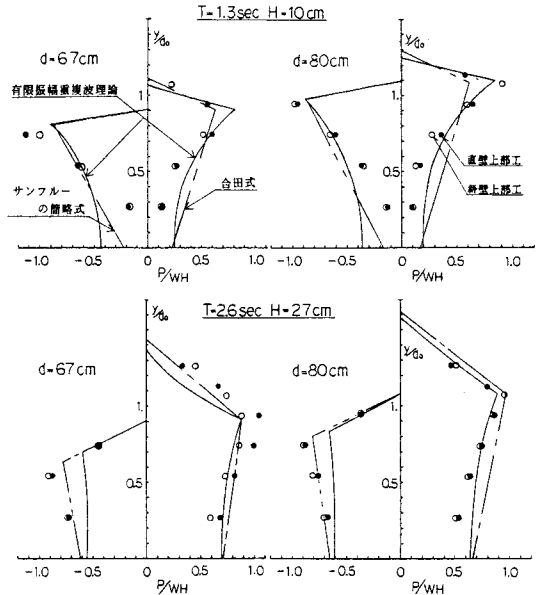 T=1.3sec H=10cm
y/d₀
d=67cm
d=80cm
有限振幅重複波理論
1.
1.
0.5
0.5
直壁上部工
斜壁上部工
合田式
サンフルー
の簡略式
-1.0 -0.5 0 0.5 1.0
P/WH
-1.0 -0.5 0 0.5 1.0
P/WH
T=2.6sec H=27cm
y/d₀
y/d₀
d=67cm
d=80cm
1.
1.
0.5
0.5
-1.0 -0.5 0 0.5 1.0
P/WH
-1.0 -0.5 0 0.5 1.0
P/WH